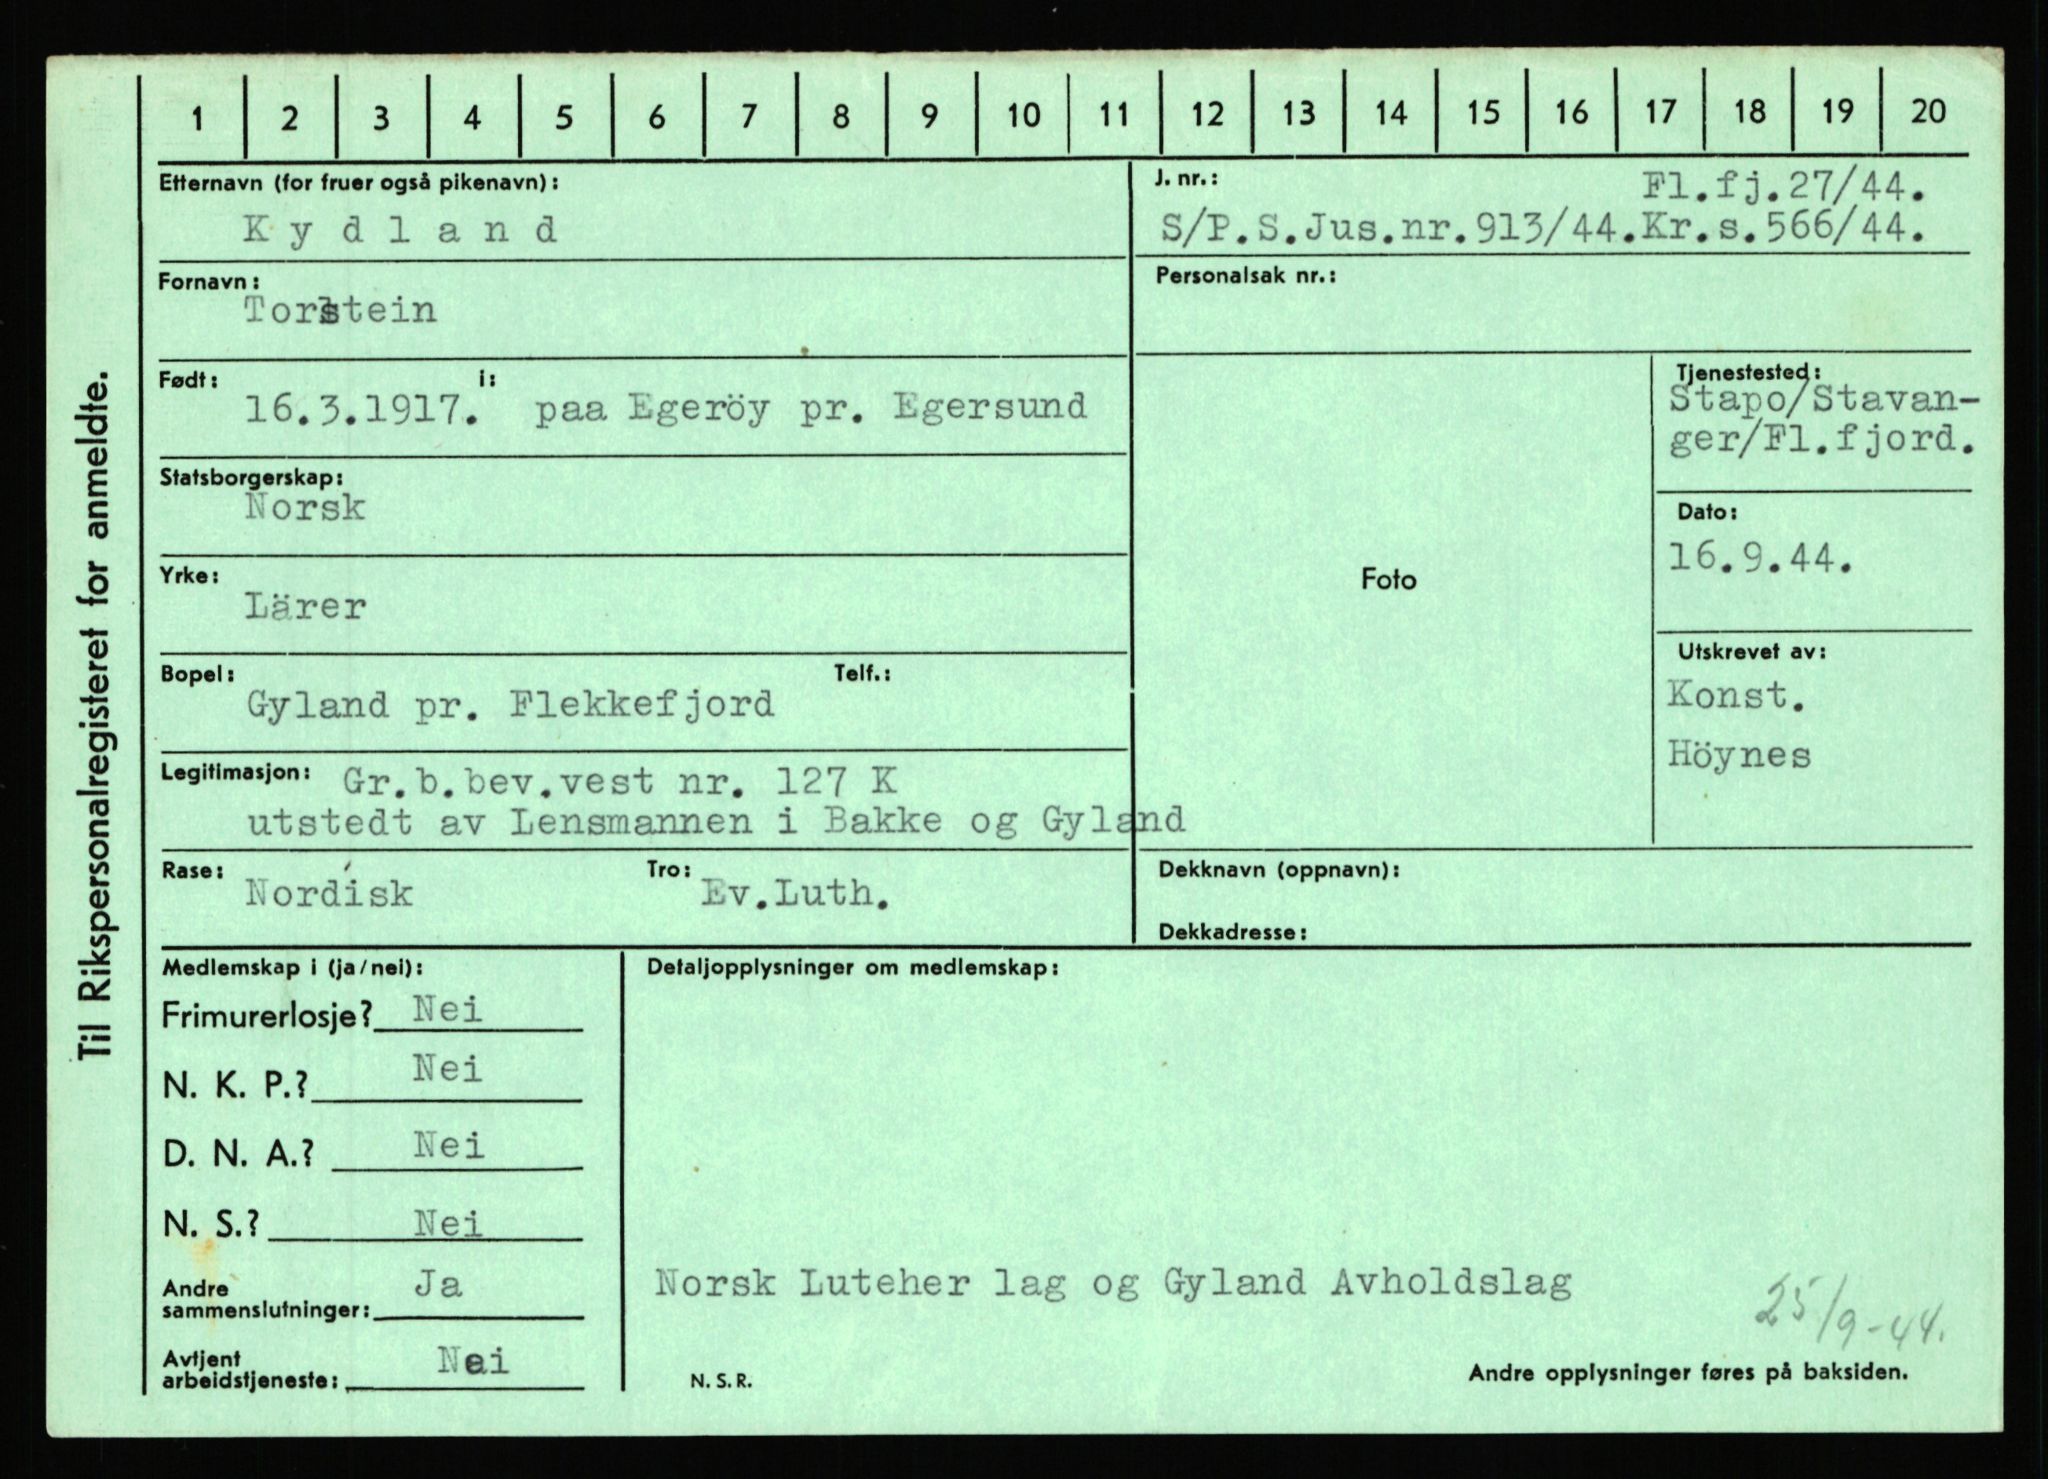 Til Rikspersonalregisteret for anmeldte.
1 2 3 4 5 6 7 8 9 10 11 12 13 14 15 16 17 18 19 20
Etternavn (for fruer også pikenavn):
Kydland
J. nr.: Fl.fj.27/44.
S/P.S.Jus.nr.913/44.Kr.s.566/44.
Fornavn:
Torstein
Personalsak nr.:
Født: i:
16.3.1917. paa Egeröy pr. Egersund
Statsborgerskap:
Norsk
Yrke:
Lärer
Bopel: Telf.:
Gyland pr. Flekkefjord
Legitimasjon: Gr.b.bev.vest nr. 127 K
utstedt av Lensmannen i Bakke og Gyland
Rase: Tro:
Nordisk Ev.Luth.
Foto
Tjenestested:
Stapo/Stavan-
ger/Fl.fjord.
Dato:
16.9.44.
Utskrevet av:
Konst.
Höynes
Dekknavn (oppnavn):
Dekkadresse:
Medlemskap i (ja/nei):
Frimurerlosje? Nei
N. K. P.? Nei
D. N. A.? Nei
N. S.? Nei
Andre
sammenslutninger: Ja
Avtjent
arbeidstjeneste: Nei
Detaljopplysninger om medlemskap:
Norsk Luteher lag og Gyland Avholdslag
25/9-44.
N. S. R.
Andre opplysninger føres på baksiden.